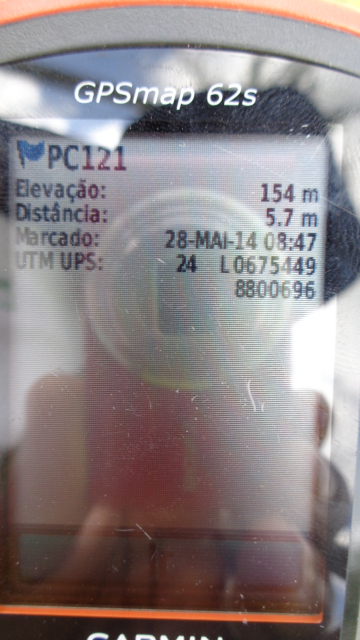 GPSmap 62s
PC121
Elevação: 154 m
Distância: 5.7 m
Marcado: 28-MAI-14 08:47
UTM UPS: 24 L 0675449
8800696
GARMIN